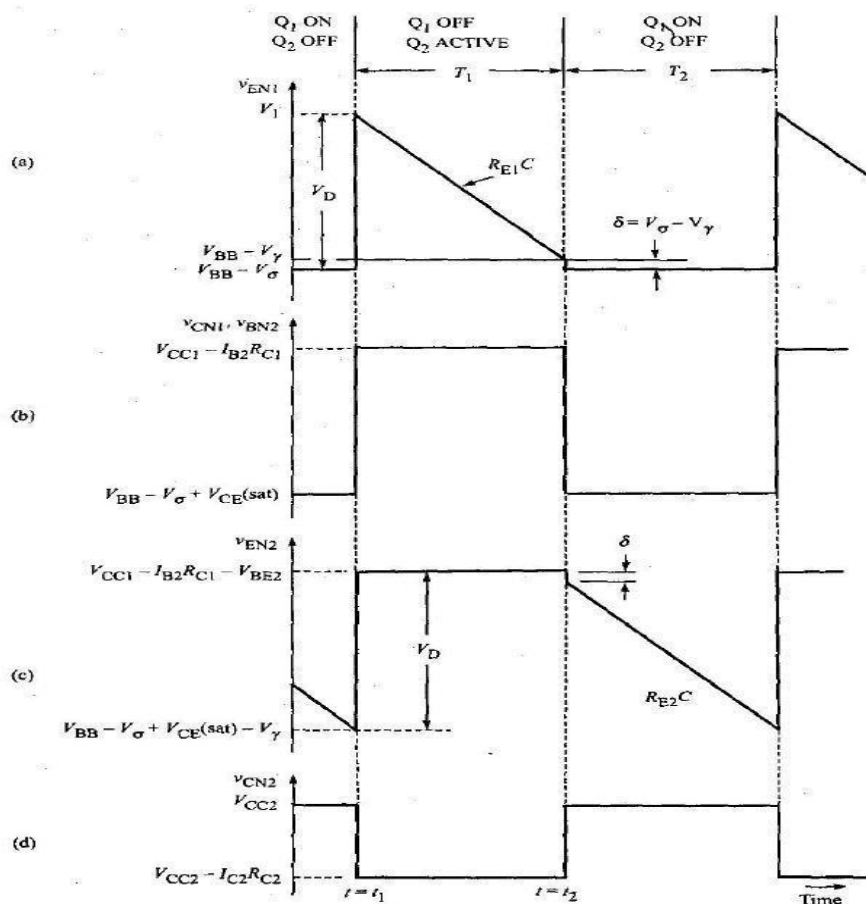 Q₁ ON
Q₂ OFF
Q₁ OFF
Q₂ ACTIVE
Q₁ ON
Q₂ OFF
T₁
T₂
(a)
vEN1
V₁
VD
RE1C
δ = Vσ – Vγ
VBB – Vγ
VBB – Vσ
(b)
vCN1, vBN2
VCC1 – IB2RC1
VBB – Vσ + VCE(sat)
(c)
vEN2
VCC1 – IB2RC1 – VBE2
δ
VD
RE2C
VBB – Vσ + VCE(sat) – Vγ
(d)
vCN2
VCC2
VCC2 – IC2RC2
t = t₁
t = t₂
Time